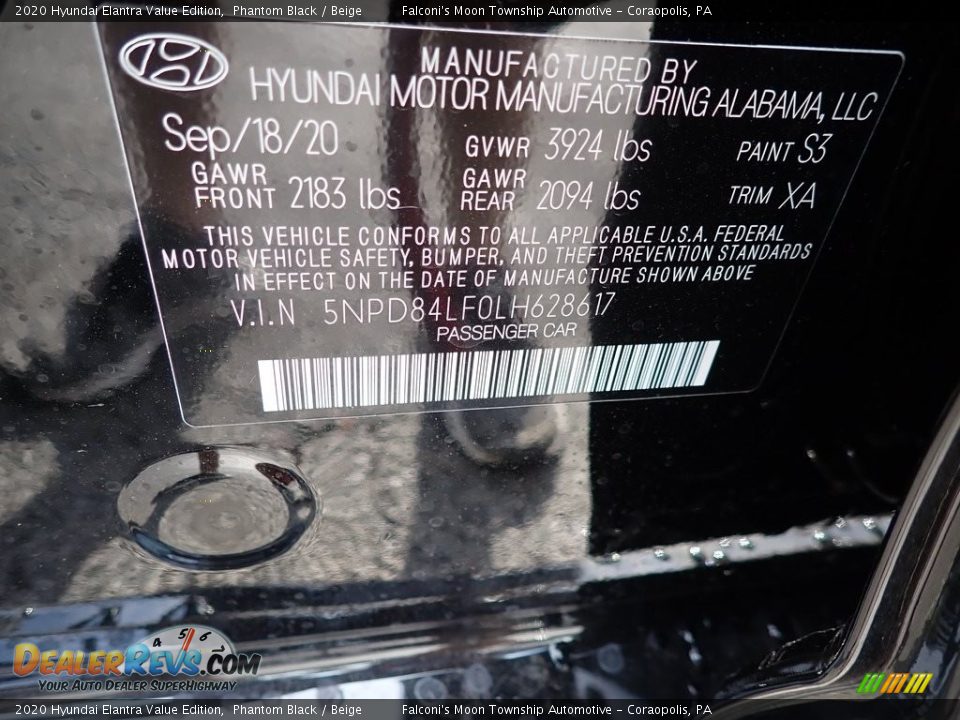 2020 Hyundai Elantra Value Edition, Phantom Black / Beige Falconi's Moon Township Automotive - Coraopolis, PA
MANUFACTURED BY
HYUNDAI MOTOR MANUFACTURING ALABAMA, LLC
Sep/18/20 GVWR 3924 lbs PAINT S3
GAWR FRONT 2183 lbs GAWR REAR 2094 lbs TRIM XA
THIS VEHICLE CONFORMS TO ALL APPLICABLE U.S.A. FEDERAL
MOTOR VEHICLE SAFETY, BUMPER, AND THEFT PREVENTION STANDARDS
IN EFFECT ON THE DATE OF MANUFACTURE SHOWN ABOVE
V.I.N 5NPD84LF0LH628617
PASSENGER CAR
4 5 6
DEALERREVS.COM
YOUR AUTO DEALER SUPERHIGHWAY
2020 Hyundai Elantra Value Edition, Phantom Black / Beige Falconi's Moon Township Automotive - Coraopolis, PA